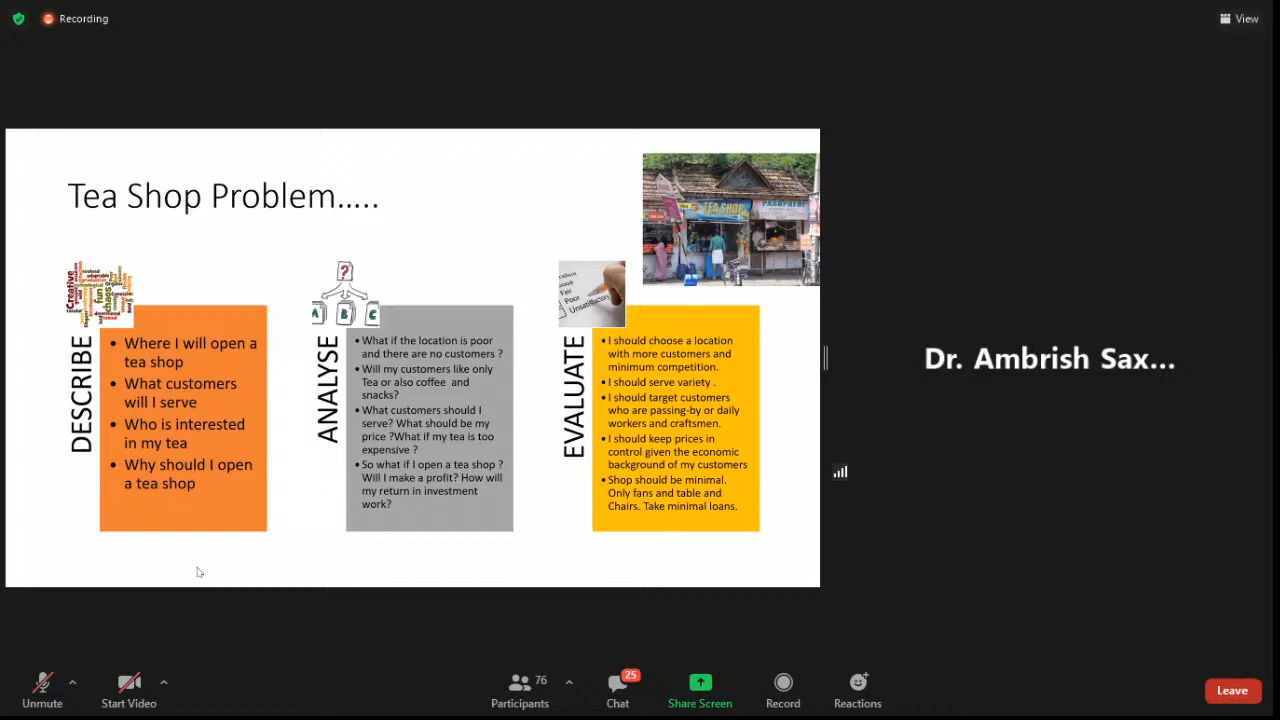 Recording
View
Tea Shop Problem.....
TEA SHOP
?
A B C
Creative
fun
chaos
Fair
Poor
Unsatisfactory
DESCRIBE
• Where I will open a
tea shop
• What customers
will I serve
• Who is interested
in my tea
• Why should I open
a tea shop
ANALYSE
• What if the location is poor
and there are no customers ?
• Will my customers like only
Tea or also coffee and
snacks?
• What customers should I
serve? What should be my
price ?What if my tea is too
expensive ?
• So what if I open a tea shop ?
Will I make a profit? How will
my return in investment
work?
EVALUATE
• I should choose a location
with more customers and
minimum competition.
• I should serve variety .
• I should target customers
who are passing-by or daily
workers and craftsmen.
• I should keep prices in
control given the economic
background of my customers
• Shop should be minimal.
Only fans and table and
Chairs. Take minimal loans.
Dr. Ambrish Sax...
Unmute
Start Video
76
Participants
25
Chat
Share Screen
Record
Reactions
Leave